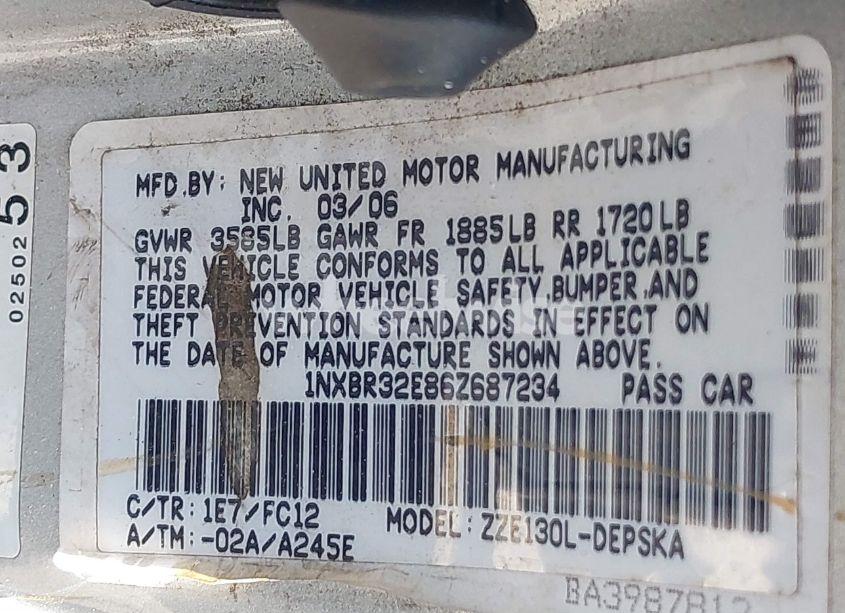 02502 53
MFD.BY: NEW UNITED MOTOR MANUFACTURING
INC. 03/06
GVWR 3585LB GAWR FR 1885LB RR 1720LB
THIS VEHICLE CONFORMS TO ALL APPLICABLE
FEDERAL MOTOR VEHICLE SAFETY,BUMPER,AND
THEFT PREVENTION STANDARDS IN EFFECT ON
THE DATE OF MANUFACTURE SHOWN ABOVE.
1NXBR32E86Z687234 PASS CAR
C/TR: 1E7/FC12
MODEL: ZZE130L-DEPSKA
A/TM: -02A/A245E